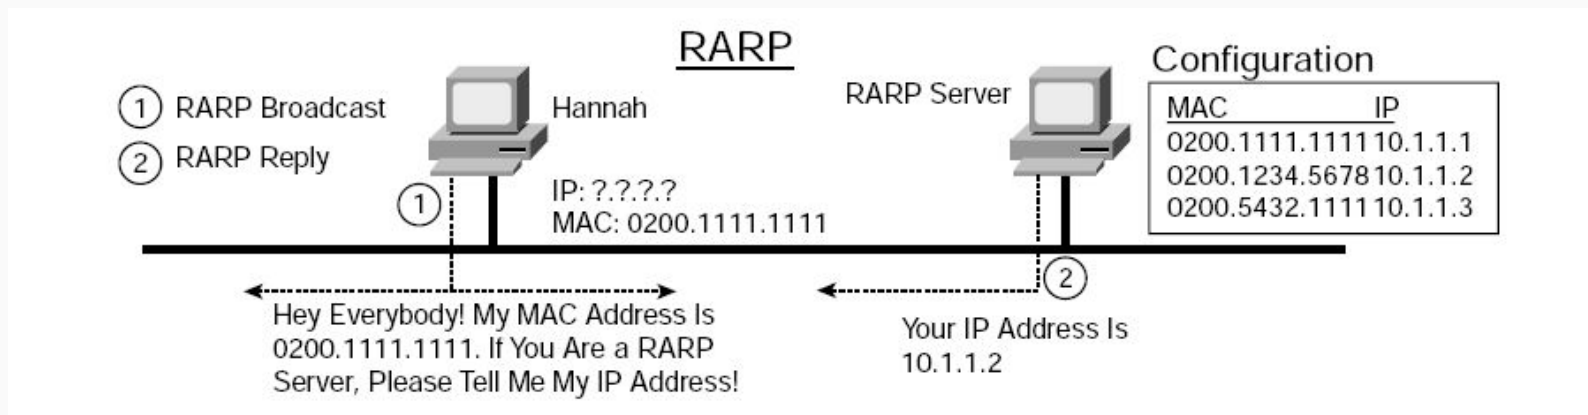 RARP
1 RARP Broadcast
2 RARP Reply
Hannah
1
IP: ?.?.?.?
MAC: 0200.1111.1111
Hey Everybody! My MAC Address Is
0200.1111.1111. If You Are a RARP
Server, Please Tell Me My IP Address!
RARP Server
2
Your IP Address Is
10.1.1.2
Configuration
MAC IP
0200.1111.1111 10.1.1.1
0200.1234.5678 10.1.1.2
0200.5432.1111 10.1.1.3